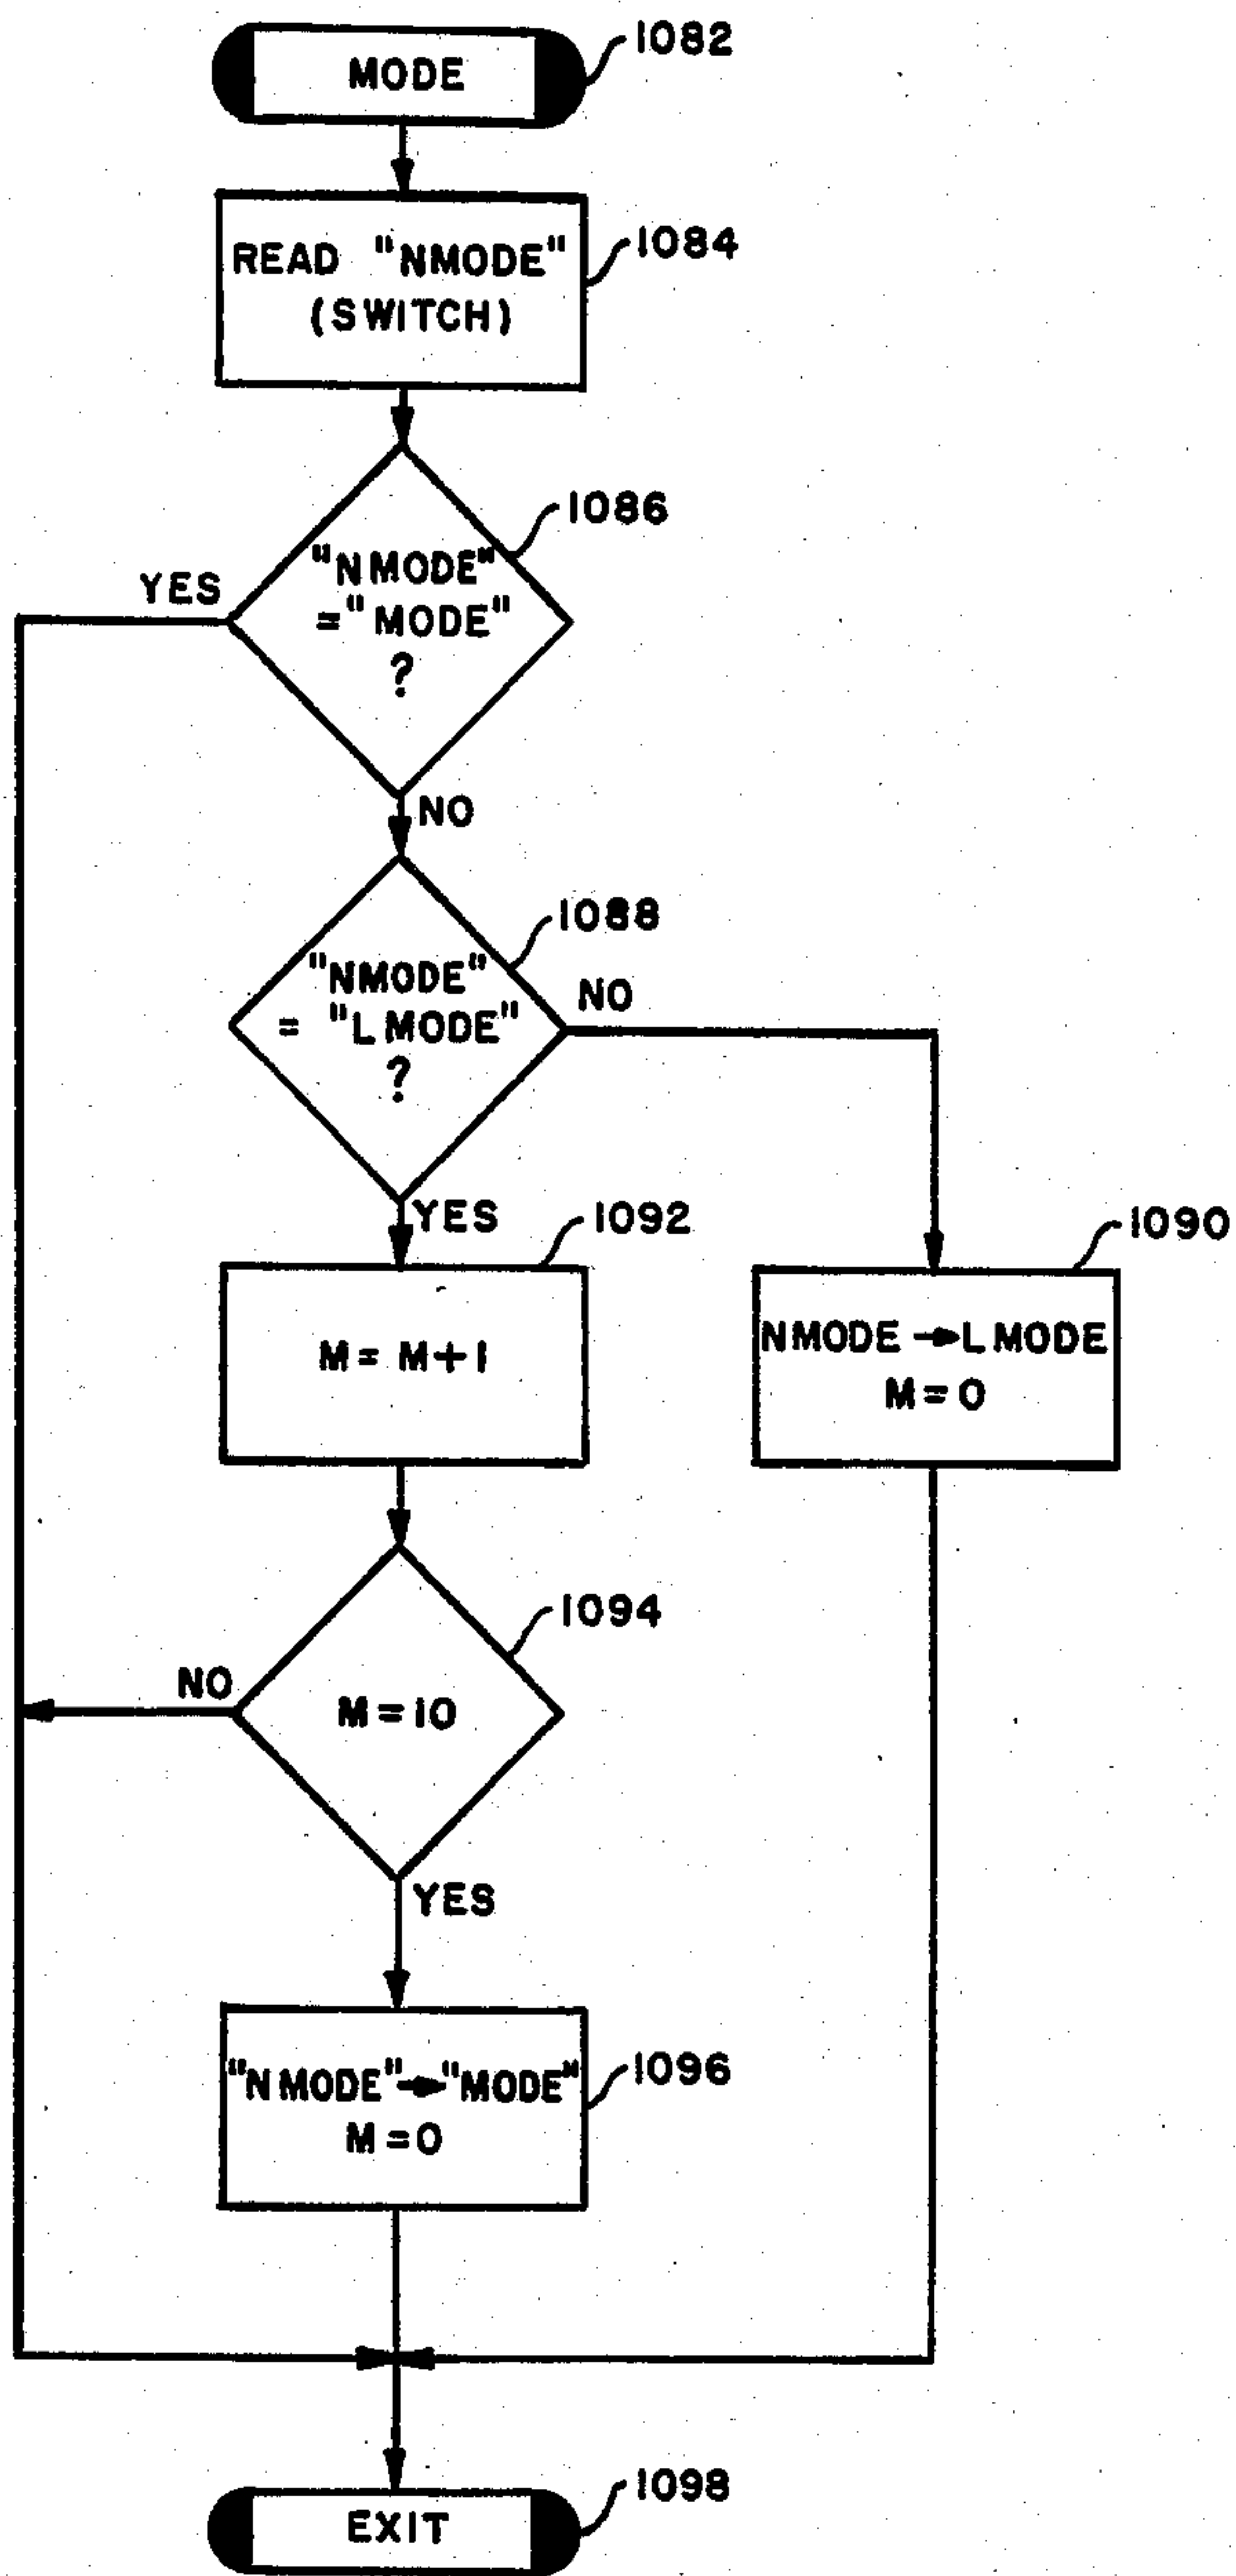 MODE
1082
READ "NMODE"
(SWITCH)
1084
1086
"NMODE"
="MODE"
?
YES
NO
1088
"NMODE"
= "LMODE"
?
NO
YES
1092
1090
M = M+1
NMODE → LMODE
M = 0
1094
NO
M = 10
YES
"NMODE" → "MODE"
M = 0
1096
EXIT
1098